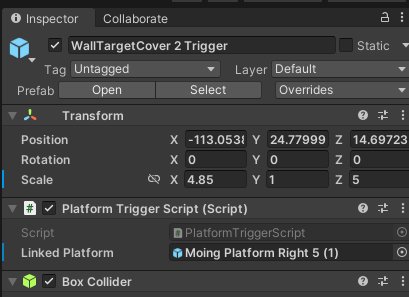 Inspector
Collaborate
WallTargetCover 2 Trigger
Static
Tag Untagged Layer Default
Prefab Open Select Overrides
Transform
Position X -113.0538 Y 24.77999 Z 14.69723
Rotation X 0 Y 0 Z 0
Scale X 4.85 Y 1 Z 5
# Platform Trigger Script (Script)
Script # PlatformTriggerScript
Linked Platform Moing Platform Right 5 (1)
Box Collider